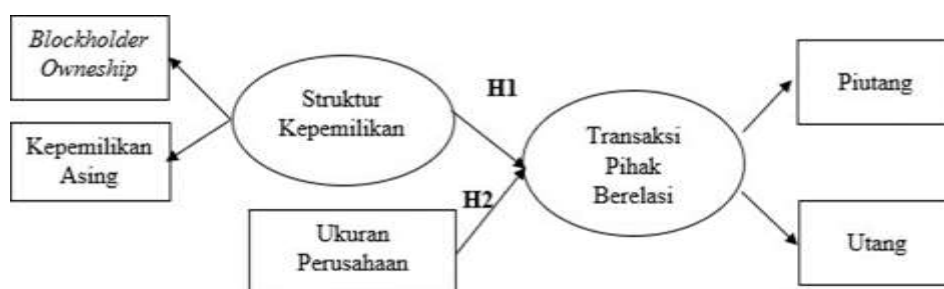 Blockholder
Owneship
Kepemilikan
Asing
Struktur
Kepemilikan
H1
H2
Ukuran
Perusahaan
Transaksi
Pihak
Berelasi
Piutang
Utang